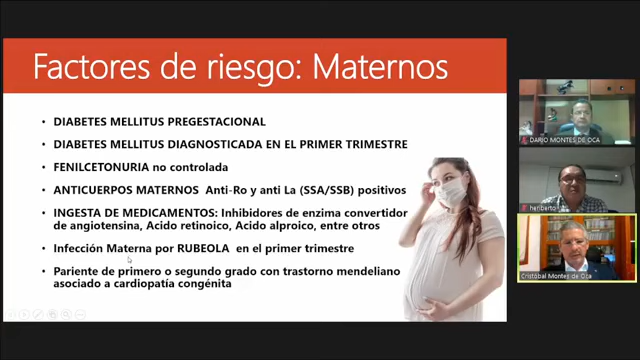 Factores de riesgo: Maternos
• DIABETES MELLITUS PREGESTACIONAL
• DIABETES MELLITUS DIAGNOSTICADA EN EL PRIMER TRIMESTRE
• FENILCETONURIA no controlada
• ANTICUERPOS MATERNOS Anti-Ro y anti La (SSA/SSB) positivos
• INGESTA DE MEDICAMENTOS: Inhibidores de enzima convertidor
de angiotensina, Acido retinoico, Acido alproico, entre otros
• Infección Materna por RUBEOLA en el primer trimestre
• Pariente de primero o segundo grado con trastorno mendeliano
asociado a cardiopatía congénita
DARIO MONTES DE OCA
heriberto
Cristóbal Montes de Oca